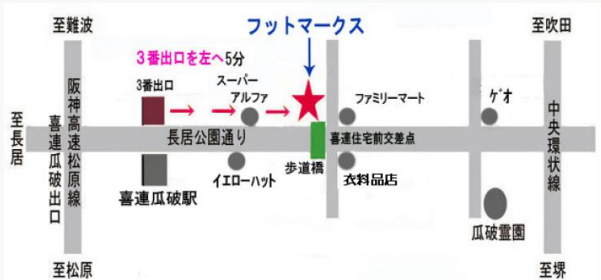 フットマークス
至難波
至吹田
3番出口を左へ5分
3番出口
スーパー
アルファ
ファミリーマート
ゲオ
阪神高速松原線
喜連瓜破出口
至長居
長居公園通り
喜連住宅前交差点
中央環状線
喜連瓜破駅
イエローハット
歩道橋
衣料品店
瓜破霊園
至松原
至堺